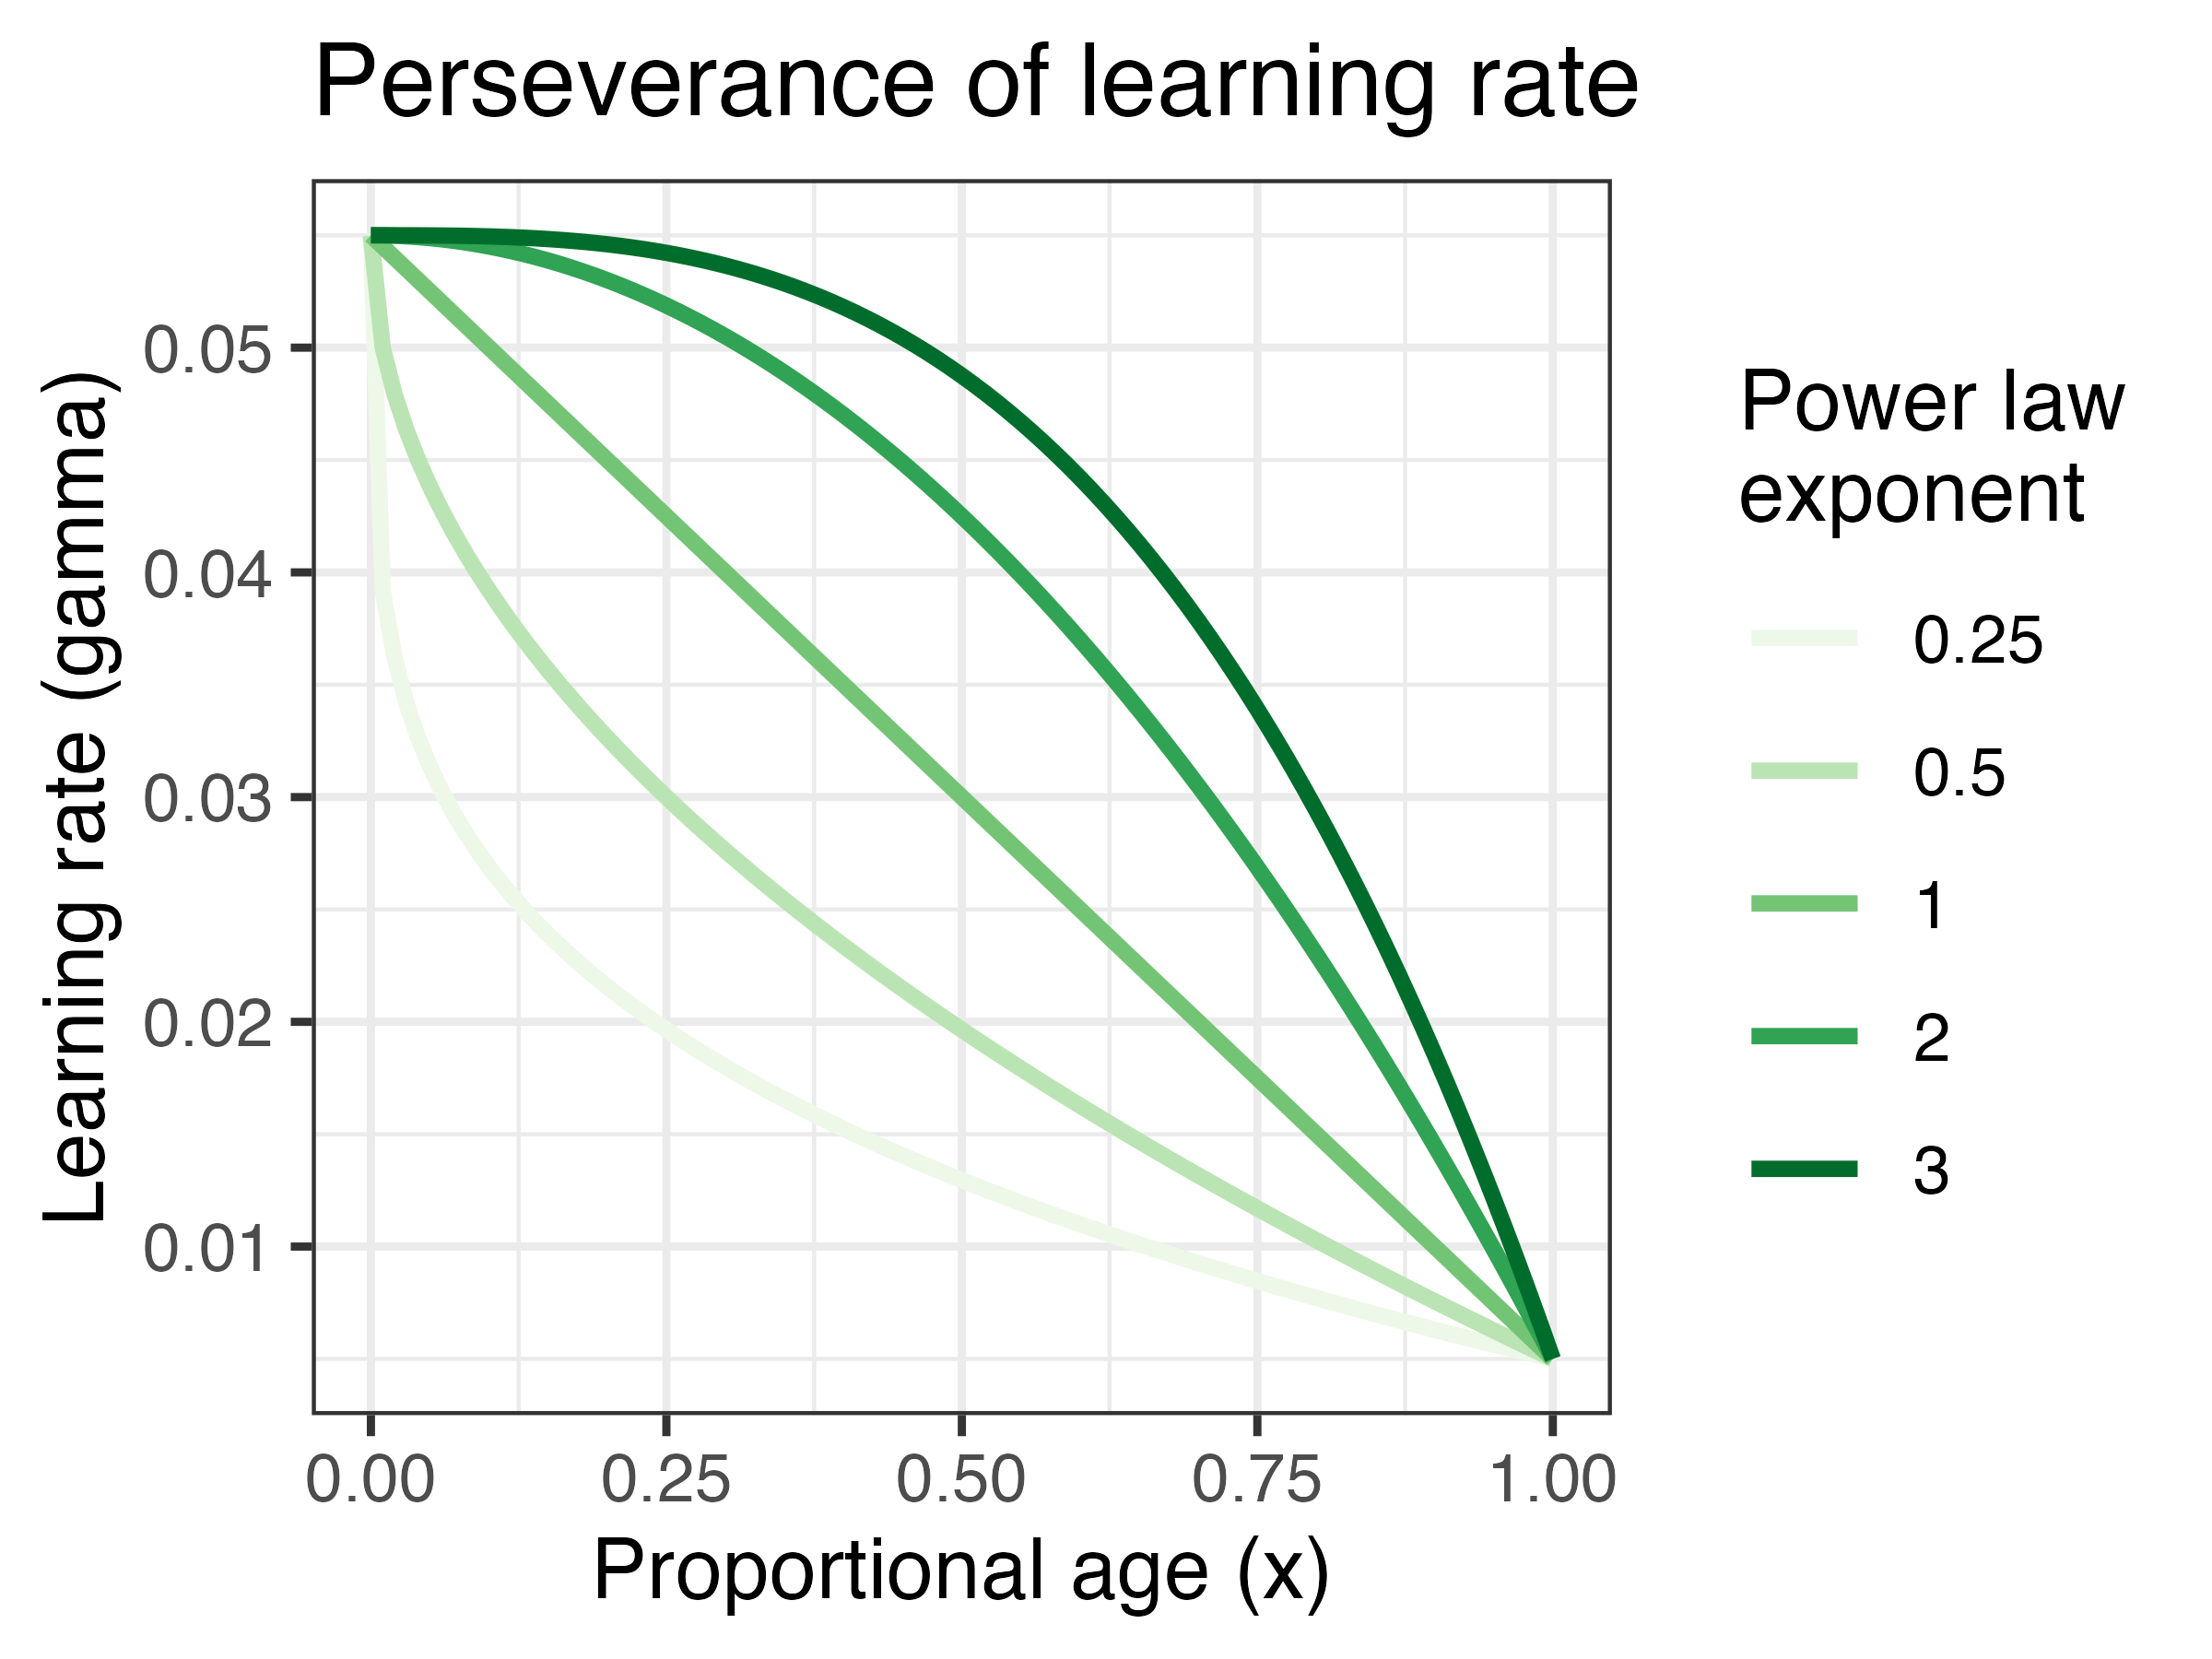 Perseverance of learning rate
Learning rate (gamma)
0.05
0.04
0.03
0.02
0.01
0.00 0.25 0.50 0.75 1.00
Proportional age (x)
Power law
exponent
0.25
0.5
1
2
3